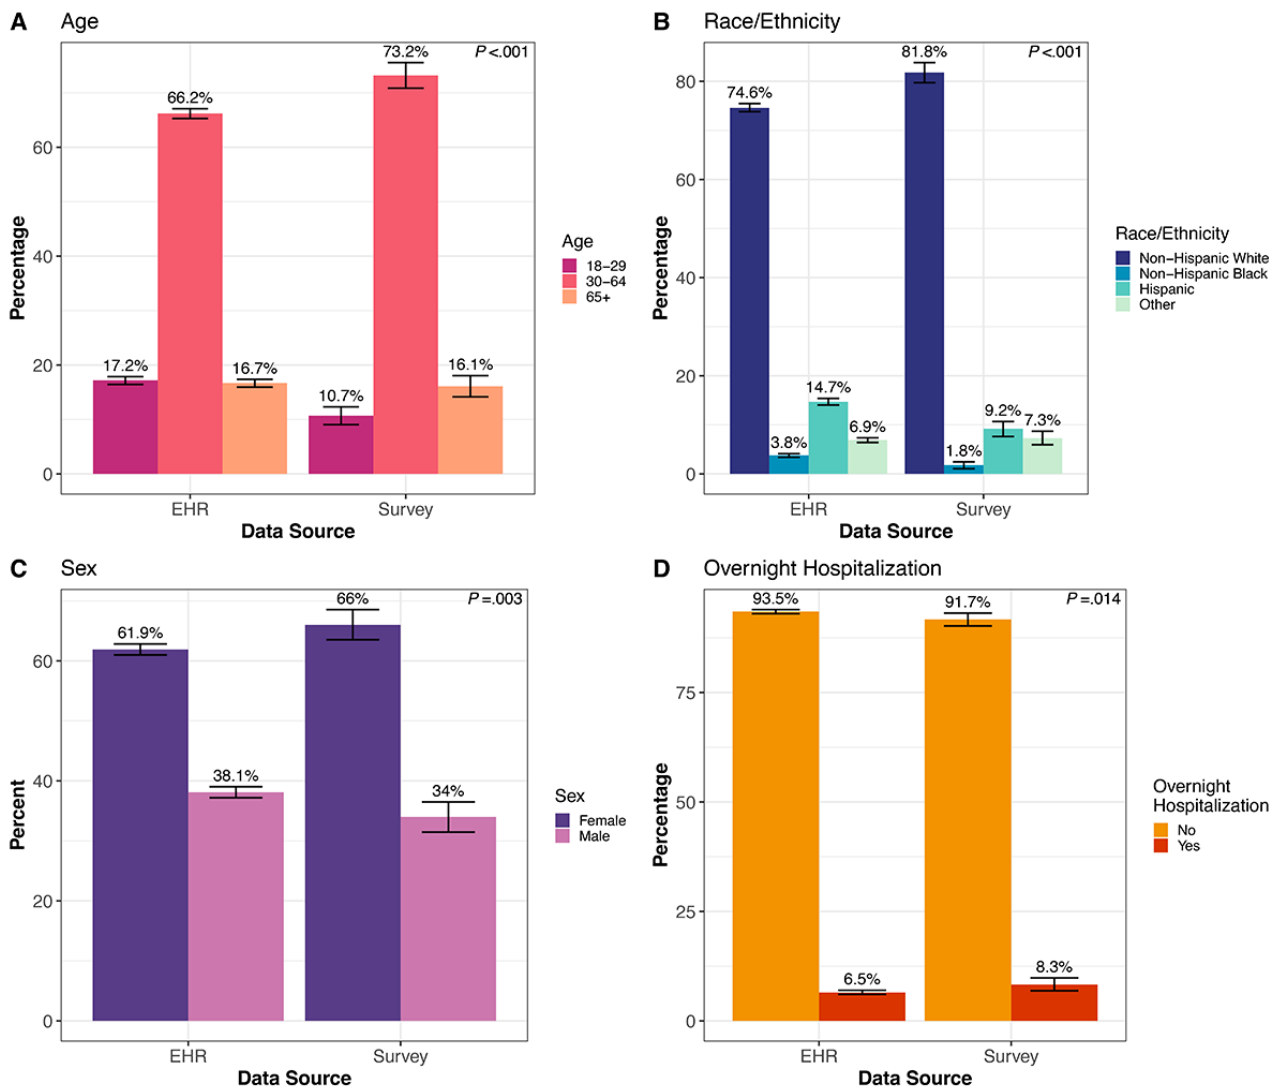 A Age
P<.001
73.2%
66.2%
60
40
20
0
17.2%
16.7%
10.7%
16.1%
Percentage
EHR
Survey
Data Source
Age
18–29
30–64
65+
B Race/Ethnicity
P<.001
81.8%
74.6%
80
60
40
20
0
14.7%
3.8%
6.9%
9.2%
7.3%
1.8%
Percentage
EHR
Survey
Data Source
Race/Ethnicity
Non–Hispanic White
Non–Hispanic Black
Hispanic
Other
C Sex
P=.003
66%
61.9%
60
40
20
0
38.1%
34%
Percent
EHR
Survey
Data Source
Sex
Female
Male
D Overnight Hospitalization
P=.014
93.5%
91.7%
75
50
25
0
6.5%
8.3%
Percentage
EHR
Survey
Data Source
Overnight
Hospitalization
No
Yes